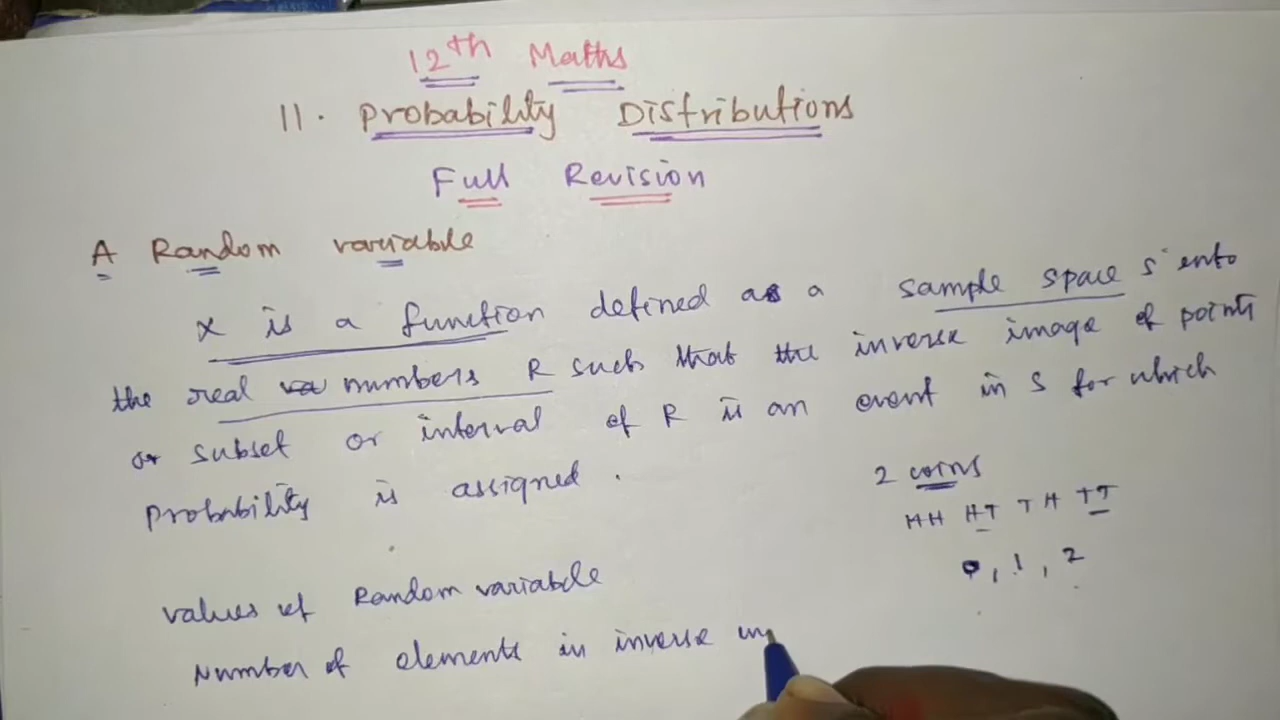 12th Maths
11. Probability Distributions
Full Revision
A Random variable
X is a function defined as a sample space S into
the real numbers R such that the inverse image of points
or subset or interval of R is an event in S for which
Probability is assigned.
2 coins
HH HT TH TT
0, 1, 2
values of Random variable
Number of elements in inverse im